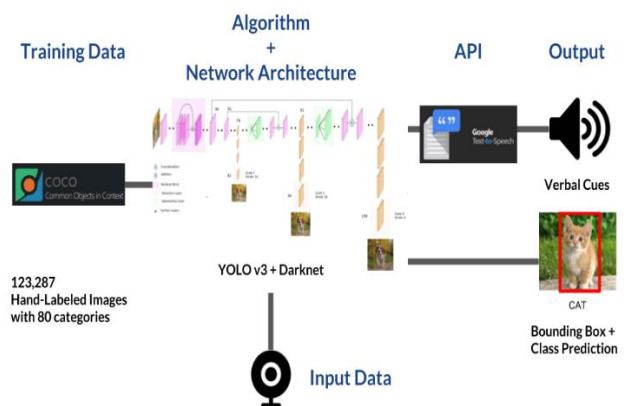 Training Data
Algorithm
+
Network Architecture
API
Output
COCO
Common Objects in Context
Google
Text-to-Speech
Verbal Cues
123,287
Hand-Labeled Images
with 80 categories
YOLO v3 + Darknet
CAT
Bounding Box +
Class Prediction
Input Data